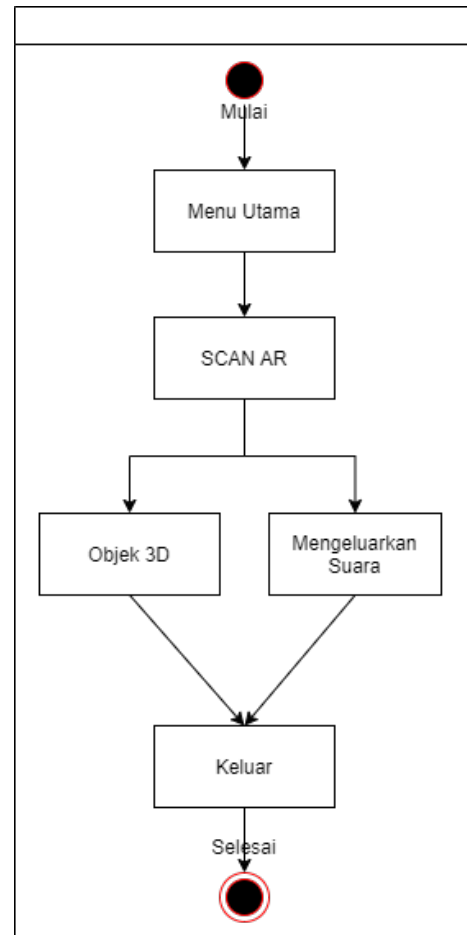 Mulai
Menu Utama
SCAN AR
Objek 3D
Mengeluarkan
Suara
Keluar
Selesai